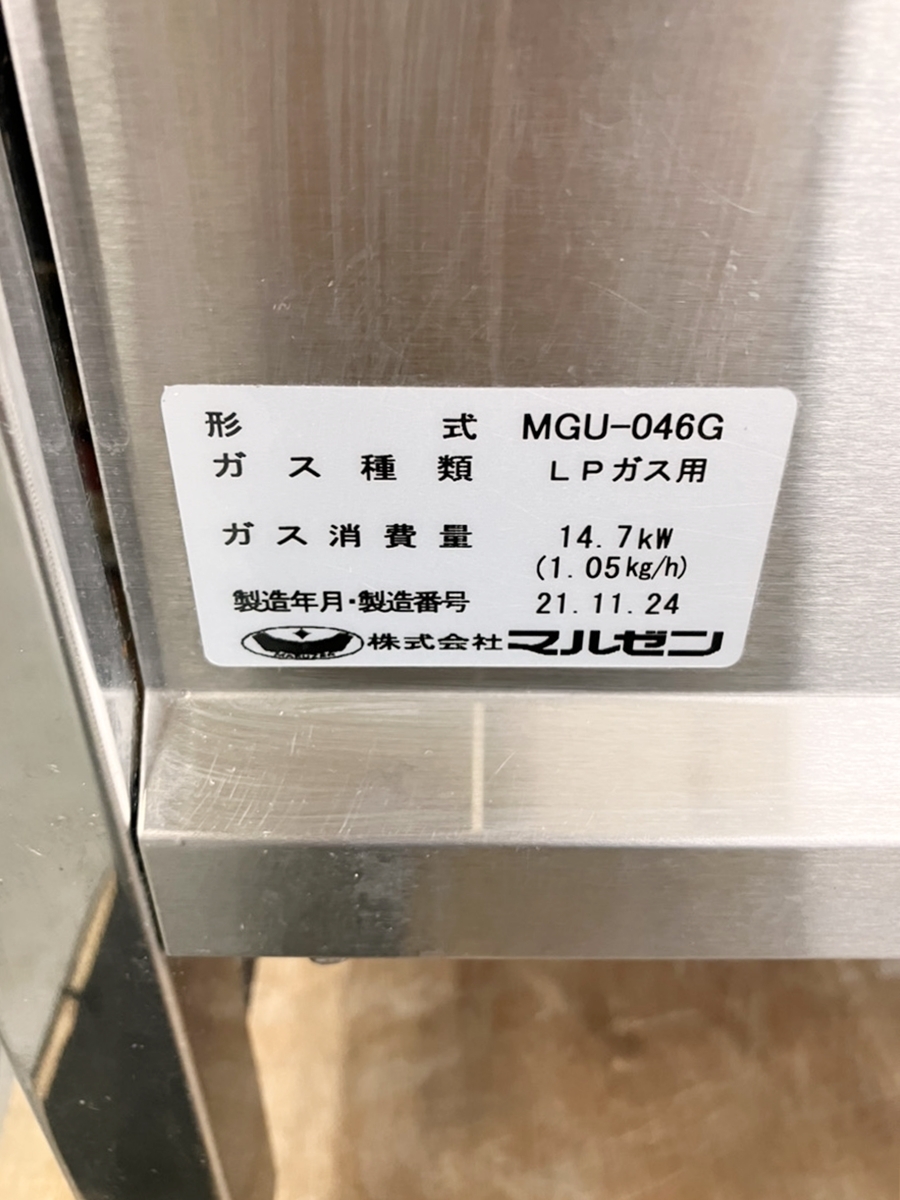 形式 MGU-046G
ガス種類 LPガス用
ガス消費量 14.7kW
(1.05kg/h)
製造年月・製造番号 21.11.24
MARUZEN 株式会社マルゼン